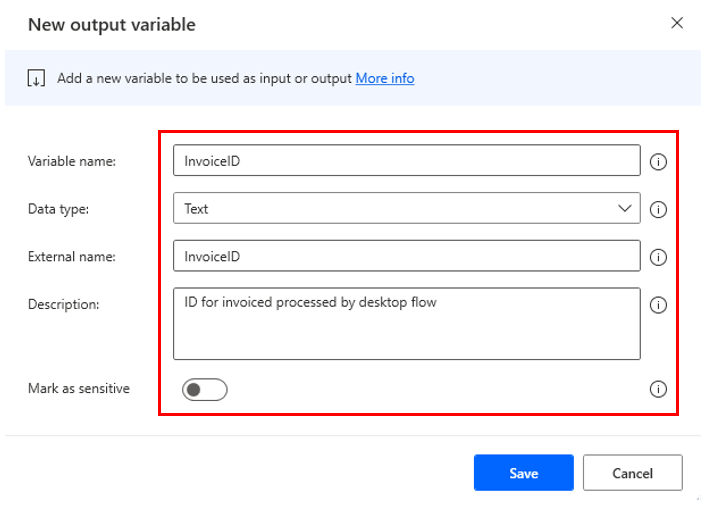 New output variable
Add a new variable to be used as input or output More info
Variable name: InvoiceID
Data type: Text
External name: InvoiceID
Description: ID for invoiced processed by desktop flow
Mark as sensitive
Save Cancel